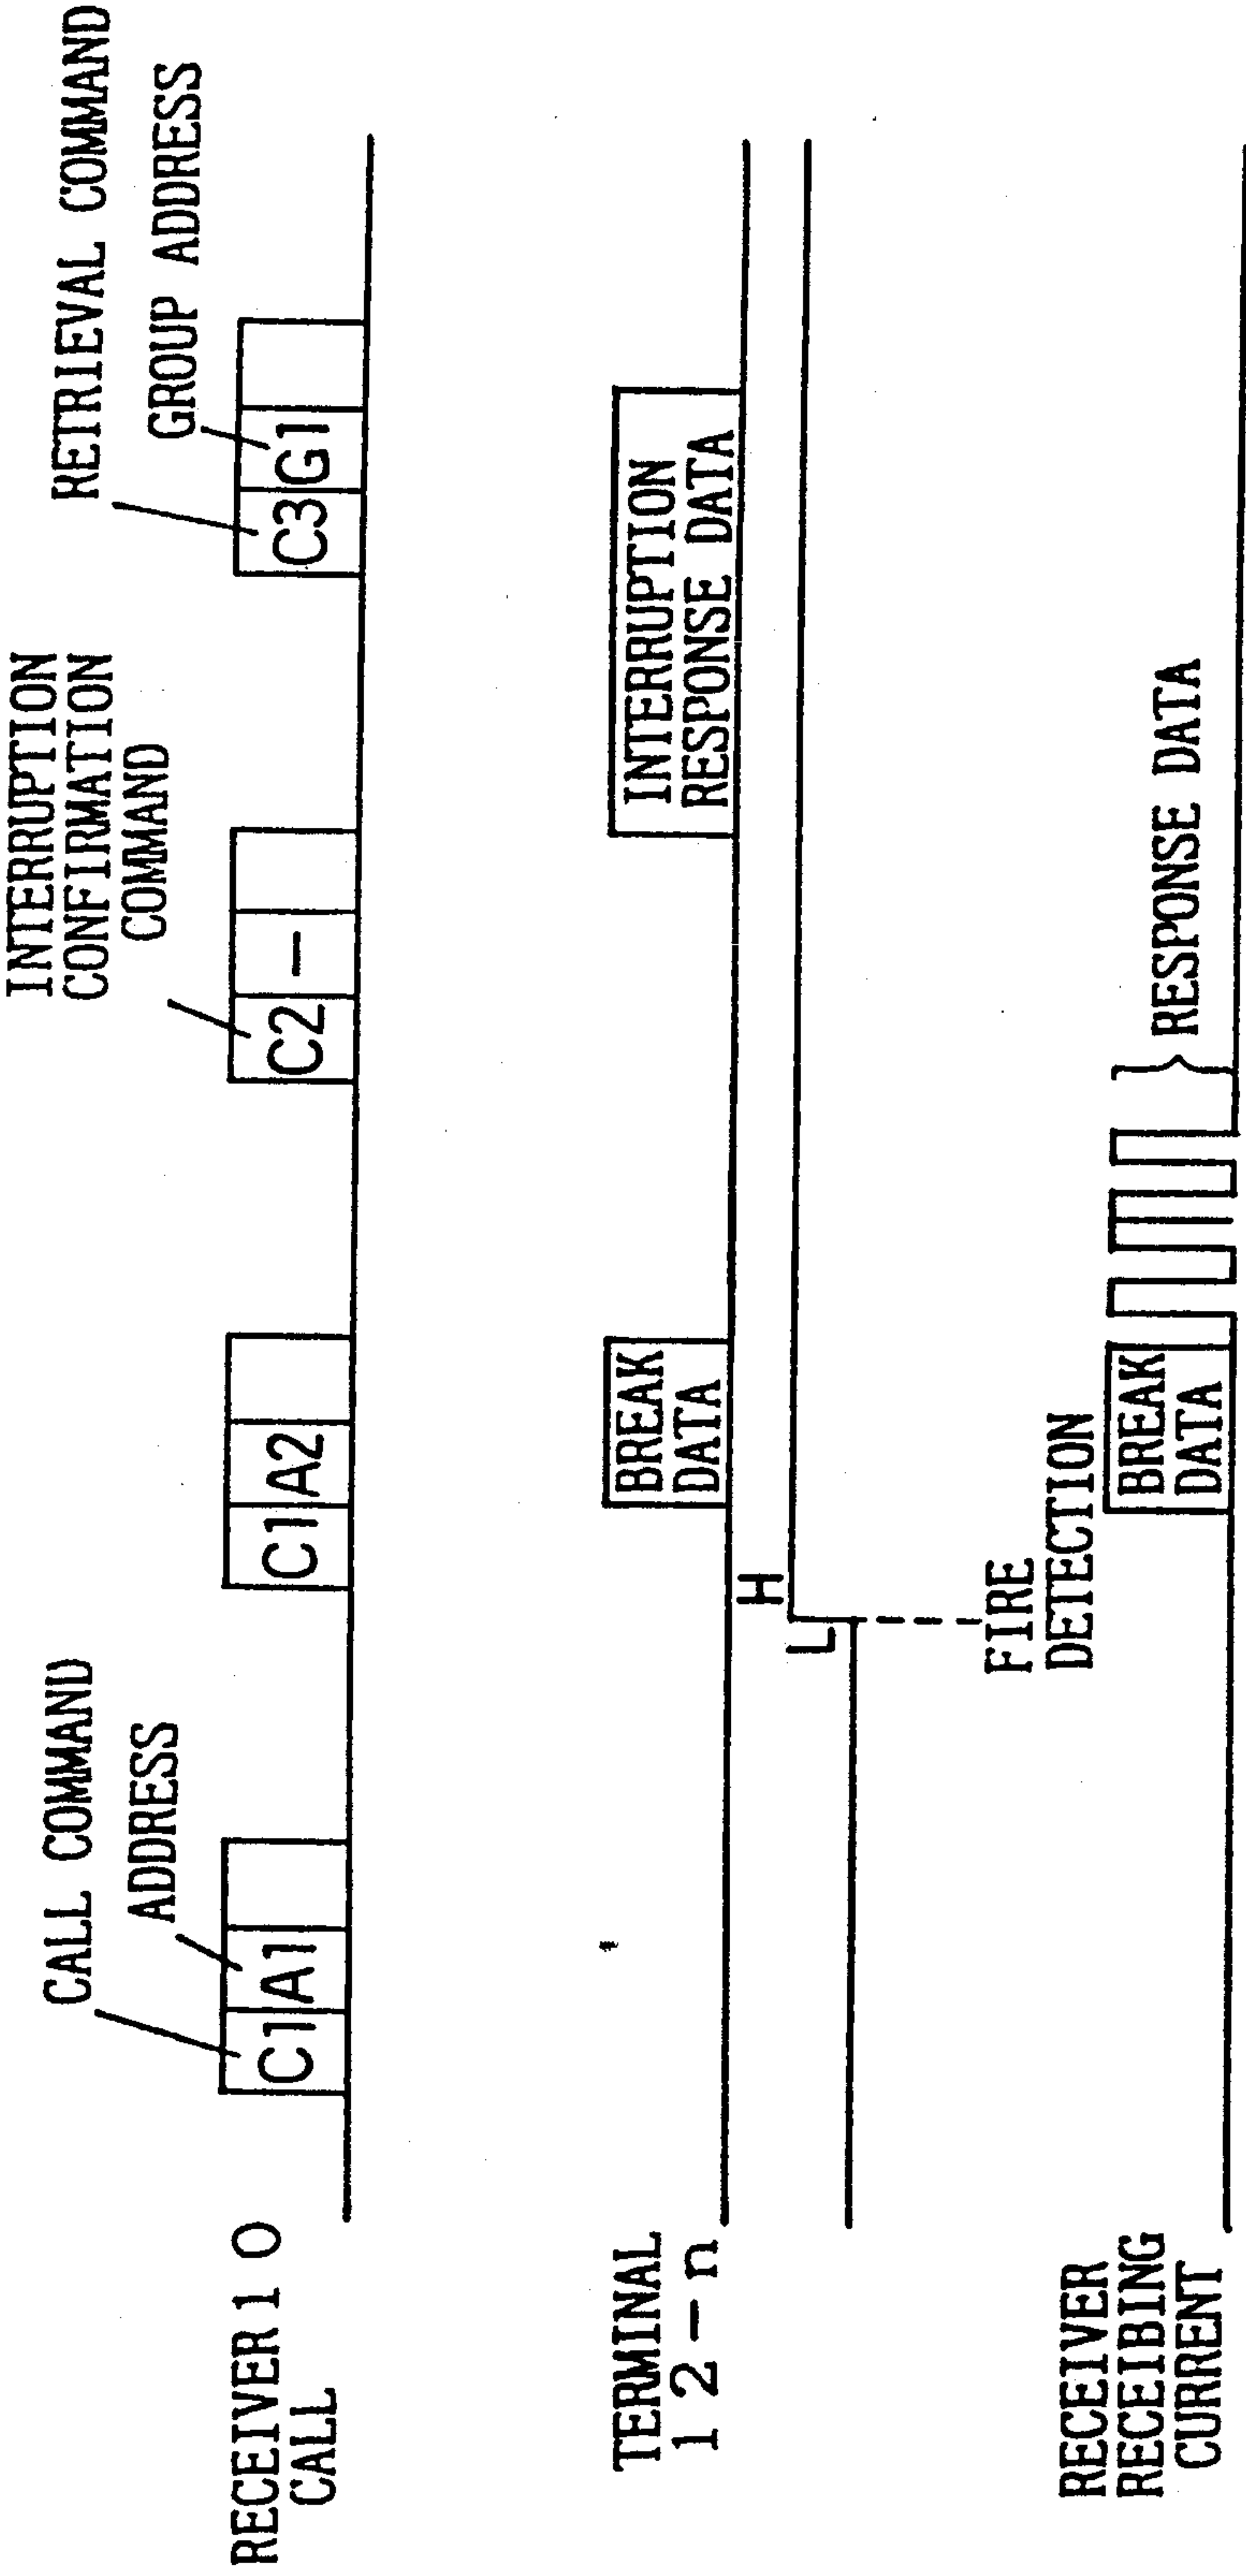 CALL COMMAND
ADDRESS
INTERRUPTION
CONFIRMATION
COMMAND
RETRIEVAL COMMAND
GROUP ADDRESS
RECEIVER 1 0
CALL
C1 A1
C1 A2
C2 —
C3 G1
TERMINAL
1 2 — n
BREAK
DATA
INTERRUPTION
RESPONSE DATA
L
H
FIRE
DETECTION
RECEIVER
RECEIBING
CURRENT
BREAK
DATA
RESPONSE DATA